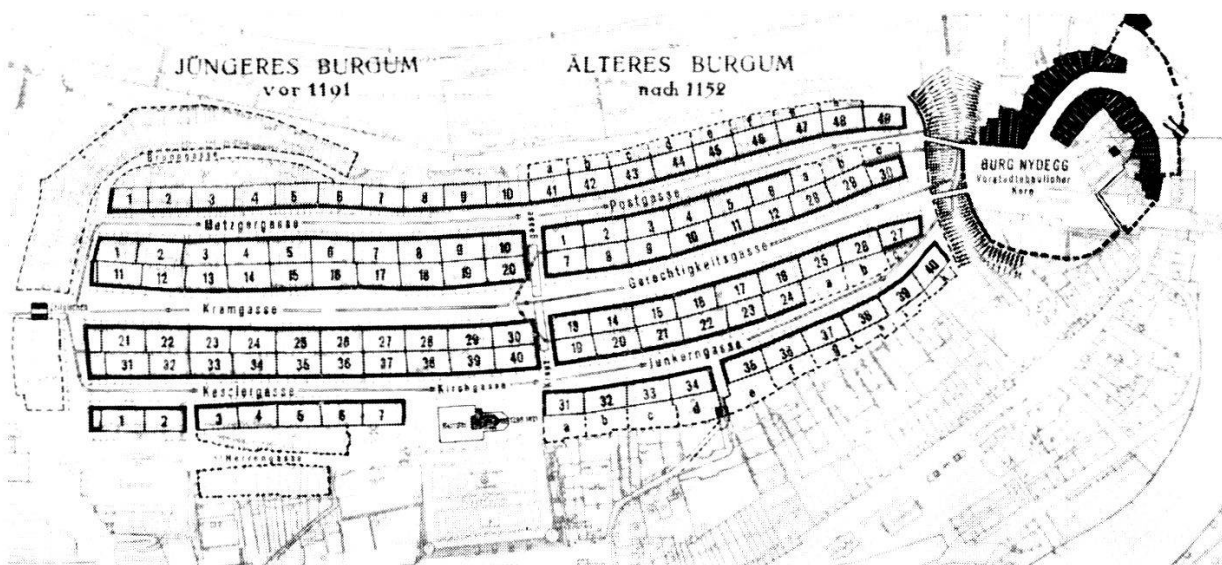 JÜNGERES BURGUM
vor 1191
ÄLTERES BURGUM
nach 1152
Brunngasse
1 2 3 4 5 6 7 8 9 10
Metzgergasse
1 2 3 4 5 6 7 8 9 10
11 12 13 14 15 16 17 18 19 20
Kramgasse
21 22 23 24 25 26 27 28 29 30
31 32 33 34 35 36 37 38 39 40
Kesslergasse
Kirchgasse
1 2 3 4 5 6 7
Herrengasse
a b c d e f g h
41 42 43 44 45 46 47 48 49
Postgasse
a b c
1 2 3 4 5 6
7 8 9 10 11 12 28 29 30
Gerechtigkeitsgasse
13 14 15 16 17 18 25 26 27
19 20 21 22 23 24 a b c
Junkerngasse
31 32 33 34
a b c d
35 36 37 38 39 40
e f g
BURG NYDEGG
Vorstädtebaulicher
Kern